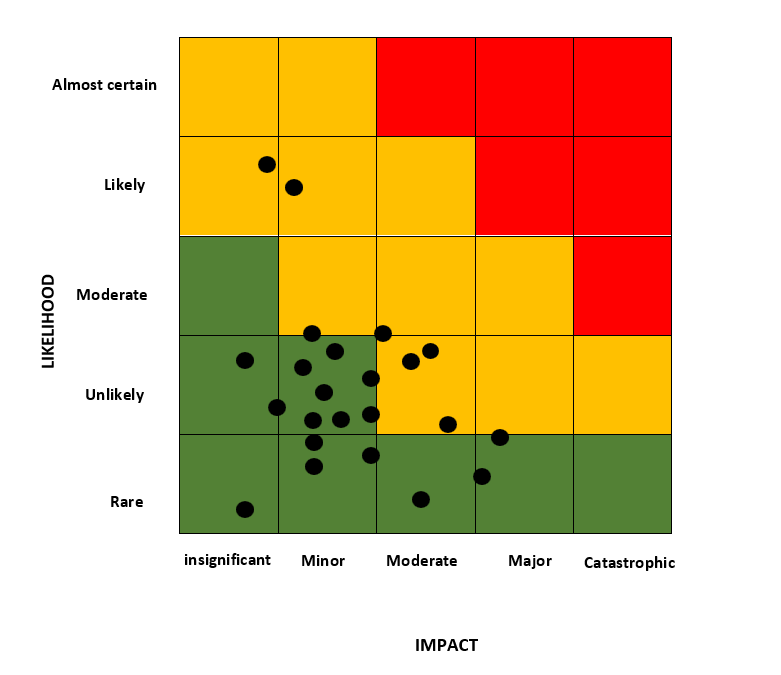 Almost certain
Likely
Moderate
LIKELIHOOD
Unlikely
Rare
insignificant Minor Moderate Major Catastrophic
IMPACT